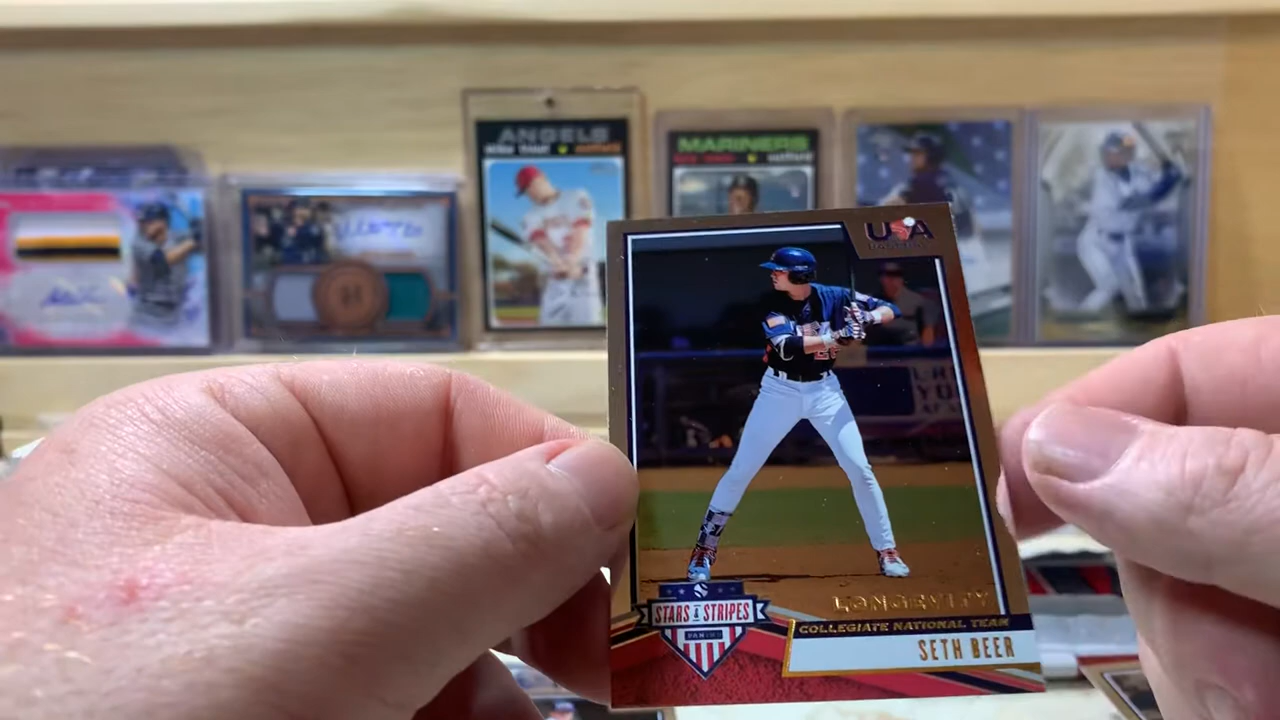 ANGELS
MARINERS
USA
LONGEVITY
STARS & STRIPES
PANINI
COLLEGIATE NATIONAL TEAM
SETH BEER